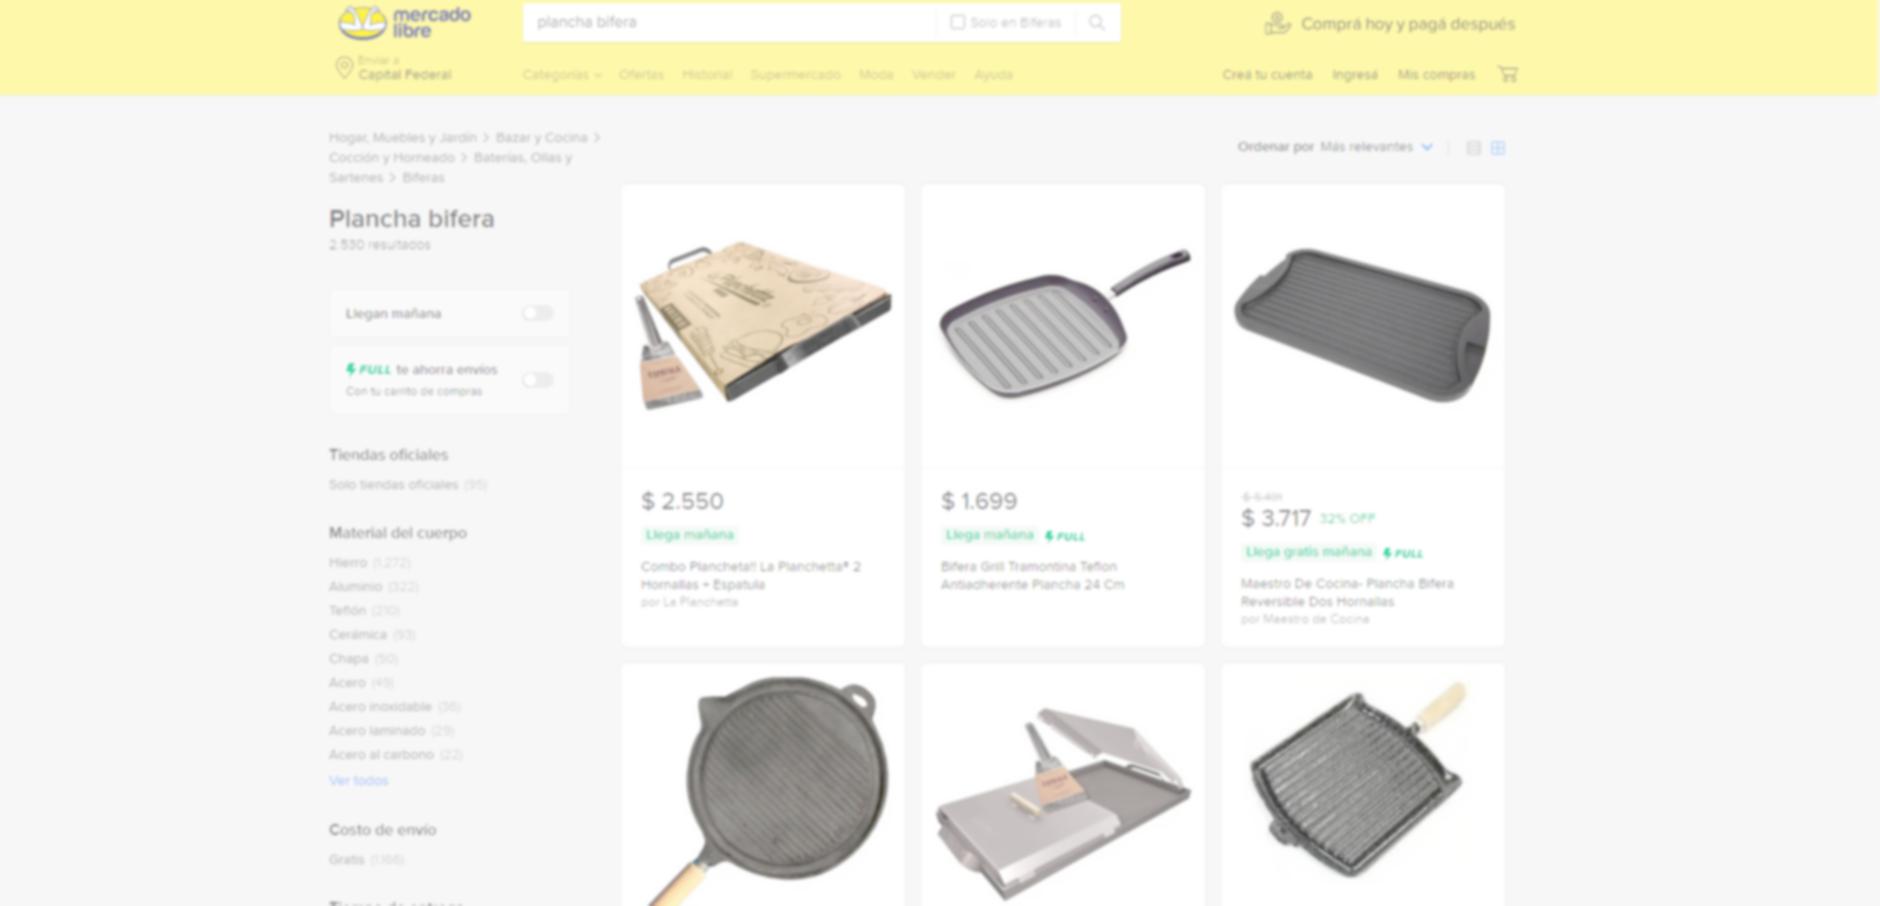 mercado
libre
plancha bifera
Solo en Biferas
Comprá hoy y pagá después
Enviar a
Capital Federal
Categorías
Ofertas
Historial
Supermercado
Moda
Vender
Ayuda
Creá tu cuenta
Ingresá
Mis compras
Hogar, Muebles y Jardín > Bazar y Cocina >
Cocción y Horneado > Baterías, Ollas y
Sartenes > Biferas
Ordenar por Más relevantes
Plancha bifera
2.530 resultados
Llegan mañana
FULL te ahorra envíos
Con tu carrito de compras
Tiendas oficiales
Solo tiendas oficiales (95)
Material del cuerpo
Hierro (1.272)
Aluminio (322)
Teflón (210)
Cerámica (93)
Chapa (50)
Acero (49)
Acero inoxidable (36)
Acero laminado (29)
Acero al carbono (22)
Ver todos
Costo de envío
Gratis (1.166)
$ 2.550
Llega mañana
Combo Plancheta!! La Planchetta® 2
Hornallas + Espatula
por La Planchetta
$ 1.699
Llega mañana FULL
Bifera Grill Tramontina Teflon
Antiadherente Plancha 24 Cm
$ 3.717 32% OFF
Llega gratis mañana FULL
Maestro De Cocina- Plancha Bifera
Reversible Dos Hornallas
por Maestro de Cocina